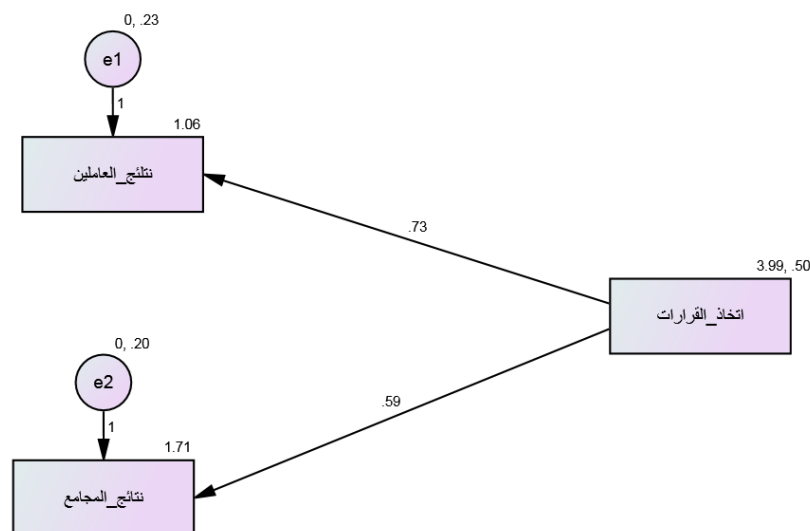 0, .23
e1
1
1.06
نتلئج_العاملين
.73
3.99, .50
اتخاذ_القرارات
0, .20
e2
.59
1
1.71
نتائج_المجامع